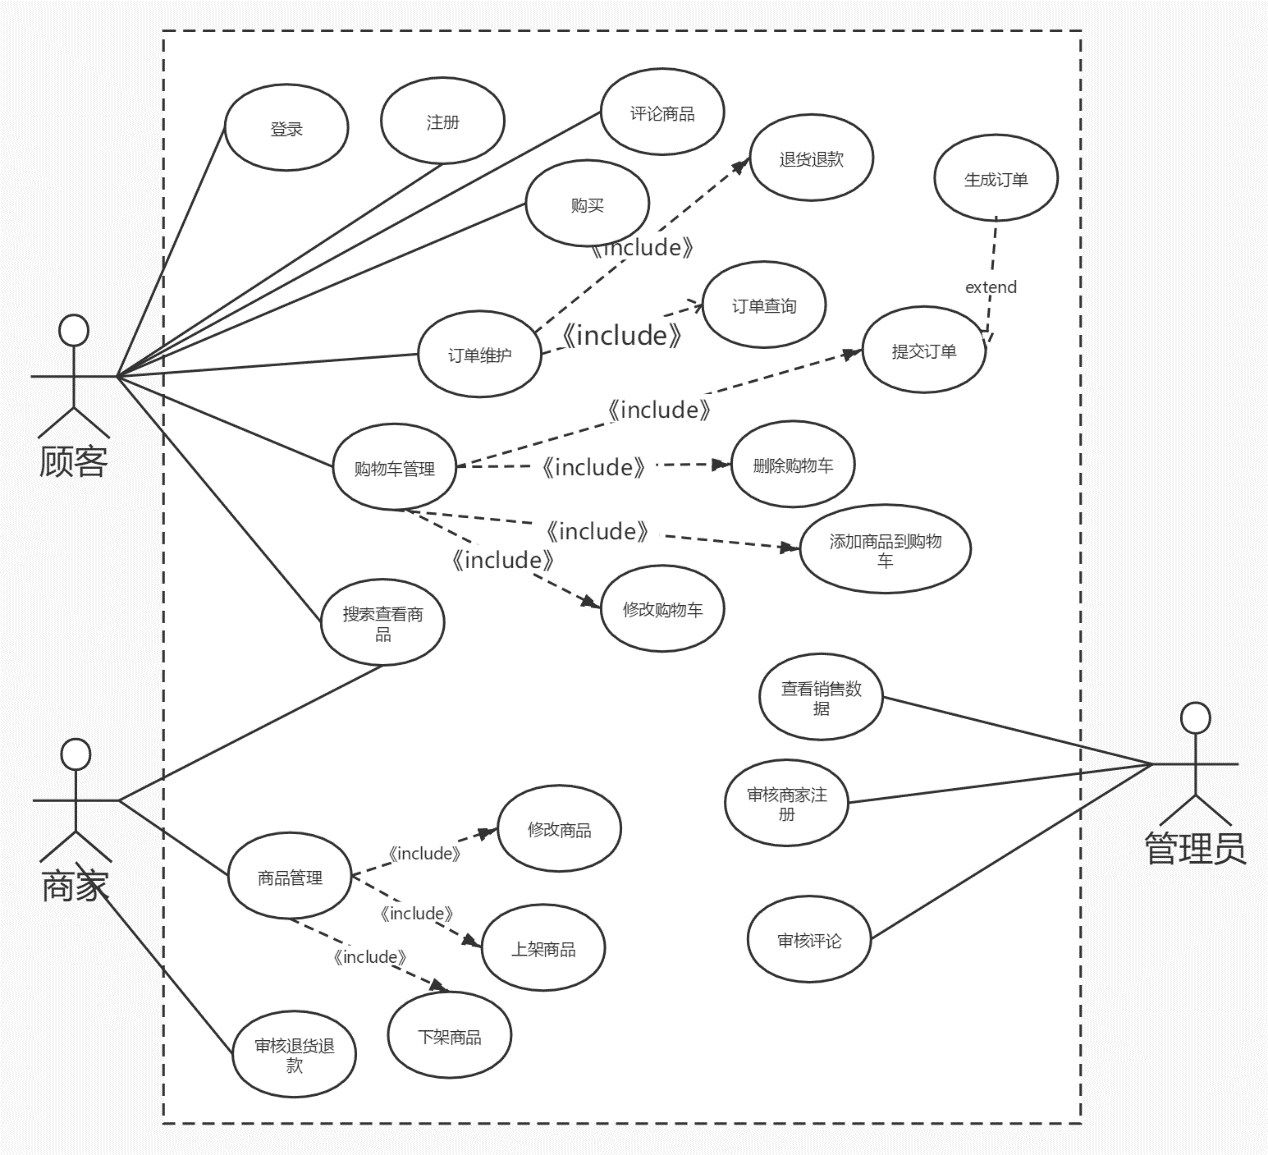 登录
注册
评论商品
退货退款
生成订单
购买
《include》
extend
订单查询
《include》
订单维护
提交订单
《include》
顾客
购物车管理
《include》
删除购物车
《include》
添加商品到购物
车
《include》
修改购物车
搜索查看商
品
查看销售数
据
审核商家注
册
修改商品
《include》
管理员
商家
商品管理
《include》
上架商品
审核评论
《include》
下架商品
审核退货退
款